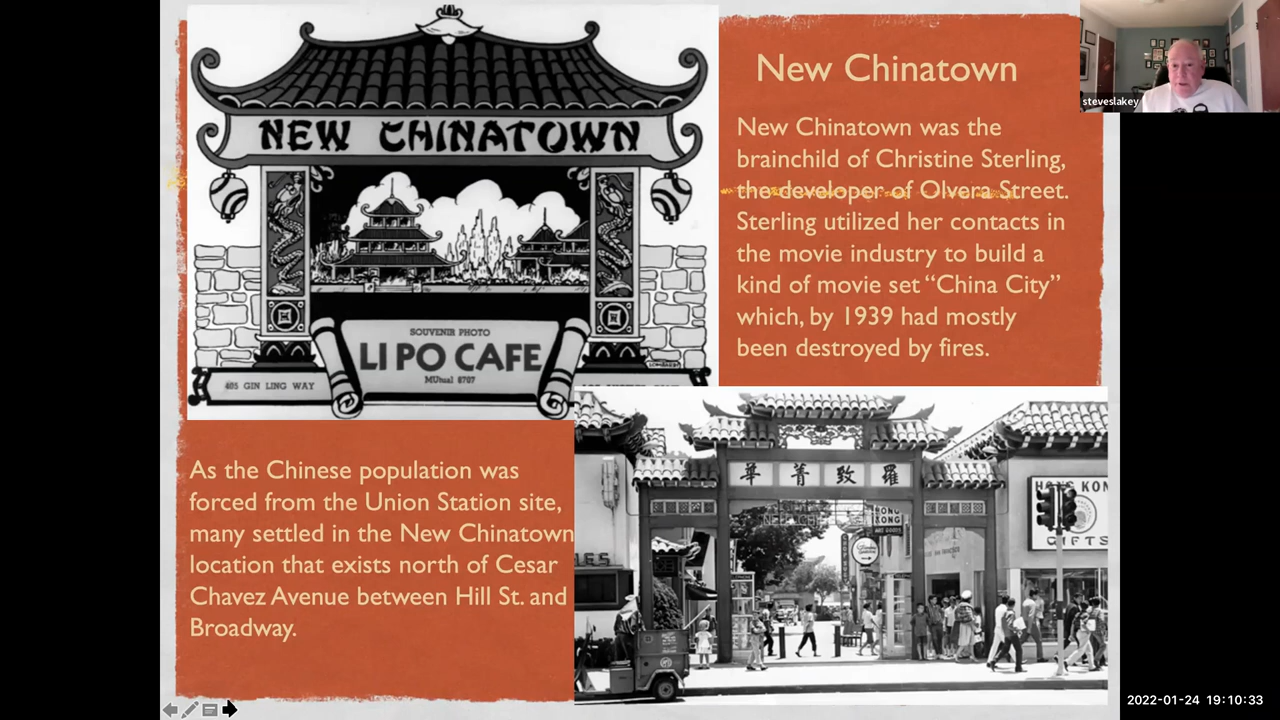 New Chinatown
New Chinatown was the
brainchild of Christine Sterling,
the developer of Olvera Street.
Sterling utilized her contacts in
the movie industry to build a
kind of movie set “China City”
which, by 1939 had mostly
been destroyed by fires.
steveslakey
NEW CHINATOWN
SOUVENIR PHOTO
LI PO CAFE
MUtual 8707
405 GIN LING WAY
As the Chinese population was
forced from the Union Station site,
many settled in the New Chinatown
location that exists north of Cesar
Chavez Avenue between Hill St. and
Broadway.
華菁致羅
HONG KONG
HONG KON
GIFTS
2022-01-24 19:10:33